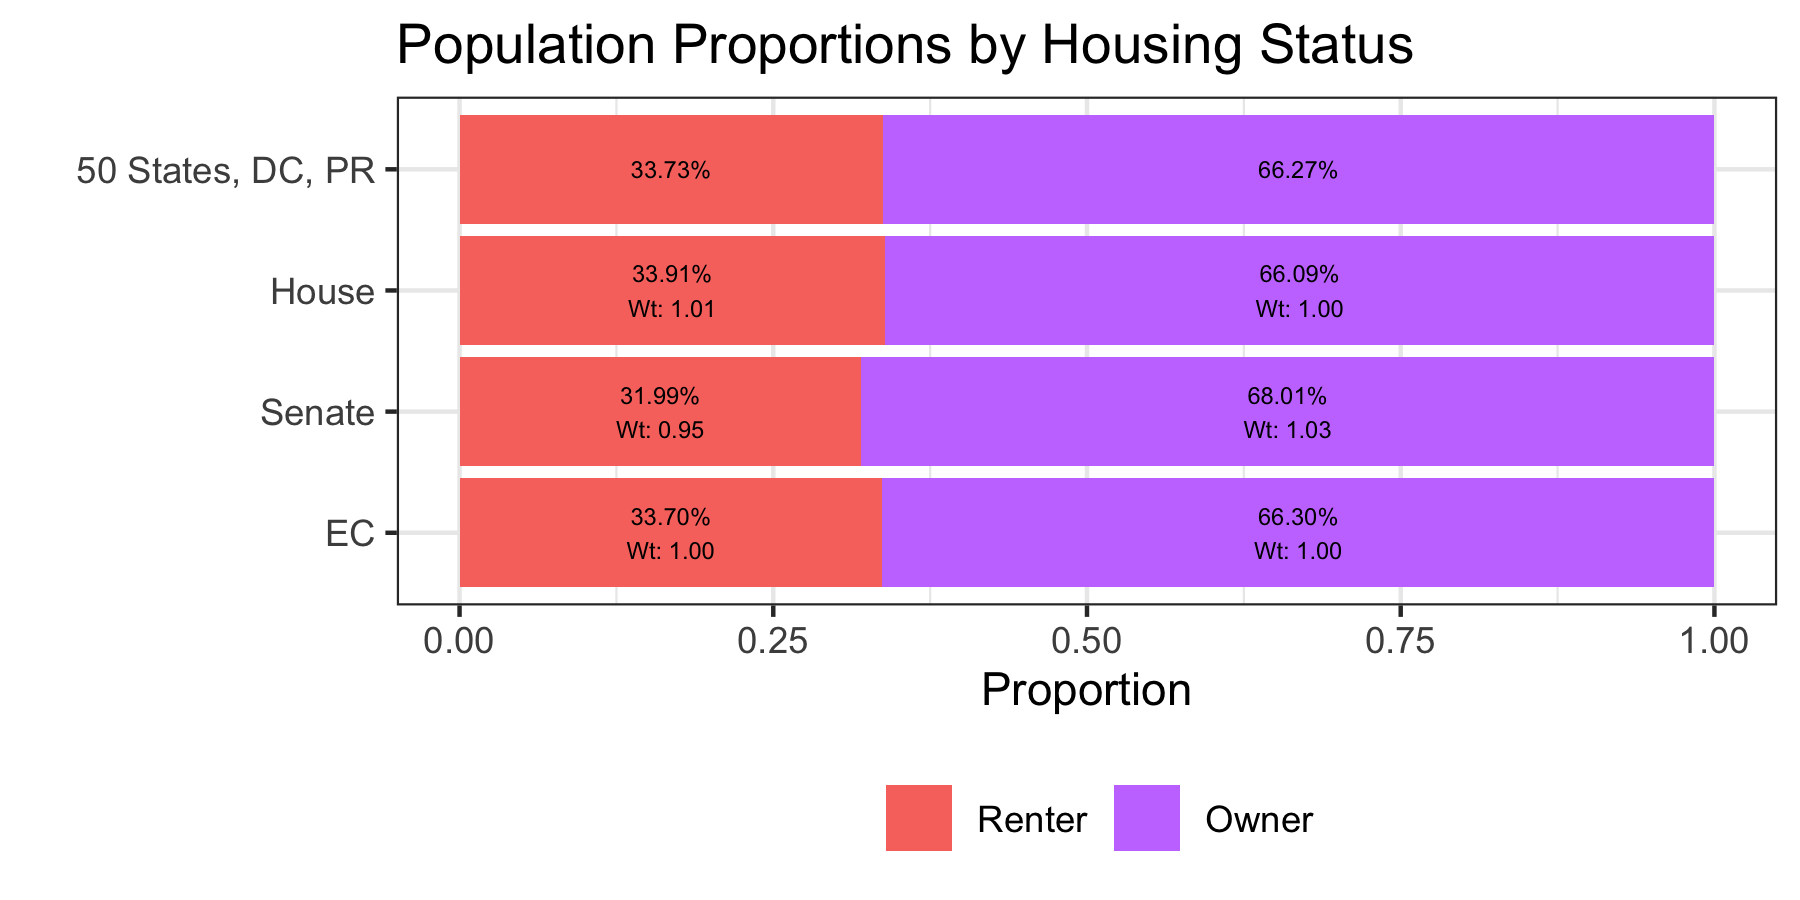 Population Proportions by Housing Status
50 States, DC, PR
33.73%
66.27%
House
33.91%
Wt: 1.01
66.09%
Wt: 1.00
Senate
31.99%
Wt: 0.95
68.01%
Wt: 1.03
EC
33.70%
Wt: 1.00
66.30%
Wt: 1.00
0.00 0.25 0.50 0.75 1.00
Proportion
Renter Owner